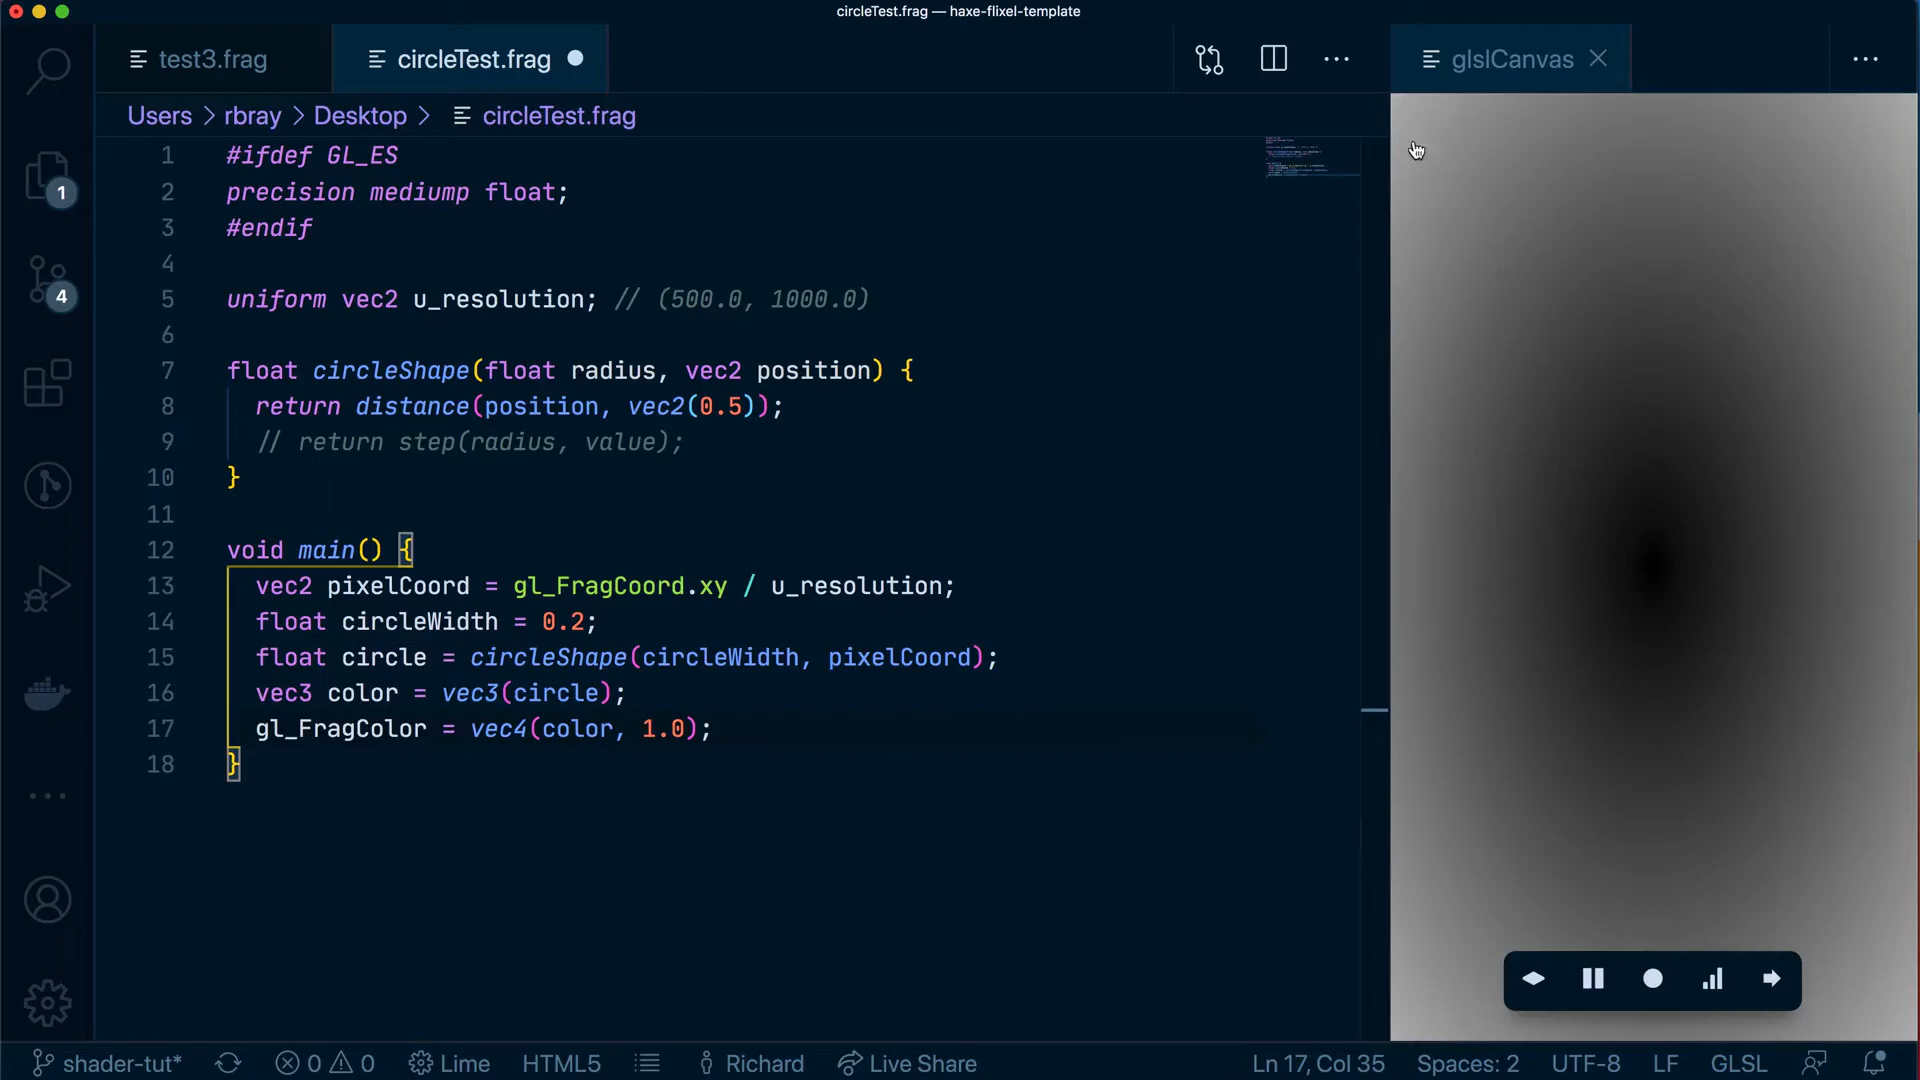 circleTest.frag — haxe-flixel-template
test3.frag
circleTest.frag
glslCanvas
Users > rbray > Desktop > circleTest.frag
1 #ifdef GL_ES
2 precision mediump float;
3 #endif
4
5 uniform vec2 u_resolution; // (500.0, 1000.0)
6
7 float circleShape(float radius, vec2 position) {
8 return distance(position, vec2(0.5));
9 // return step(radius, value);
10 }
11
12 void main() {
13 vec2 pixelCoord = gl_FragCoord.xy / u_resolution;
14 float circleWidth = 0.2;
15 float circle = circleShape(circleWidth, pixelCoord);
16 vec3 color = vec3(circle);
17 gl_FragColor = vec4(color, 1.0);
18 }
1
4
shader-tut* 0 0 Lime HTML5 Richard Live Share Ln 17, Col 35 Spaces: 2 UTF-8 LF GLSL